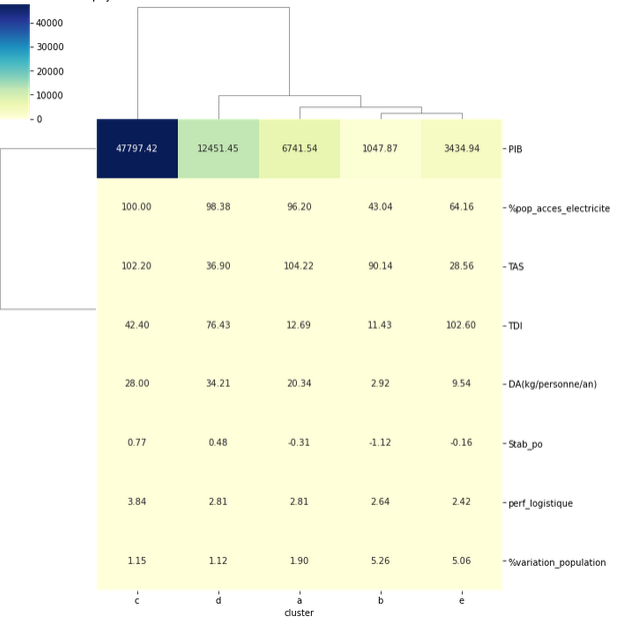 40000
30000
20000
10000
0
47797.42 12451.45 6741.54 1047.87 3434.94 PIB
100.00 98.38 96.20 43.04 64.16 %pop_acces_electricite
102.20 36.90 104.22 90.14 28.56 TAS
42.40 76.43 12.69 11.43 102.60 TDI
28.00 34.21 20.34 2.92 9.54 DA(kg/personne/an)
0.77 0.48 -0.31 -1.12 -0.16 Stab_po
3.84 2.81 2.81 2.64 2.42 perf_logistique
1.15 1.12 1.90 5.26 5.06 %variation_population
c d a b e
cluster